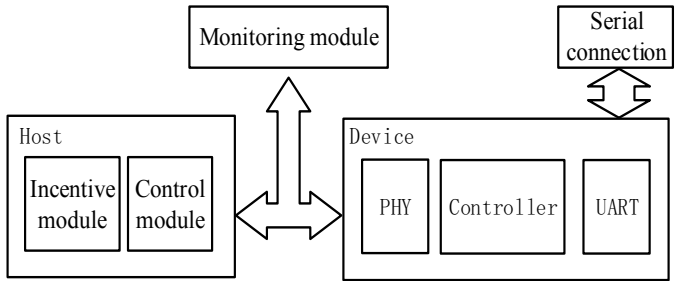 Monitoring module
Serial
connection
Host
Incentive
module
Control
module
Device
PHY
Controller
UART